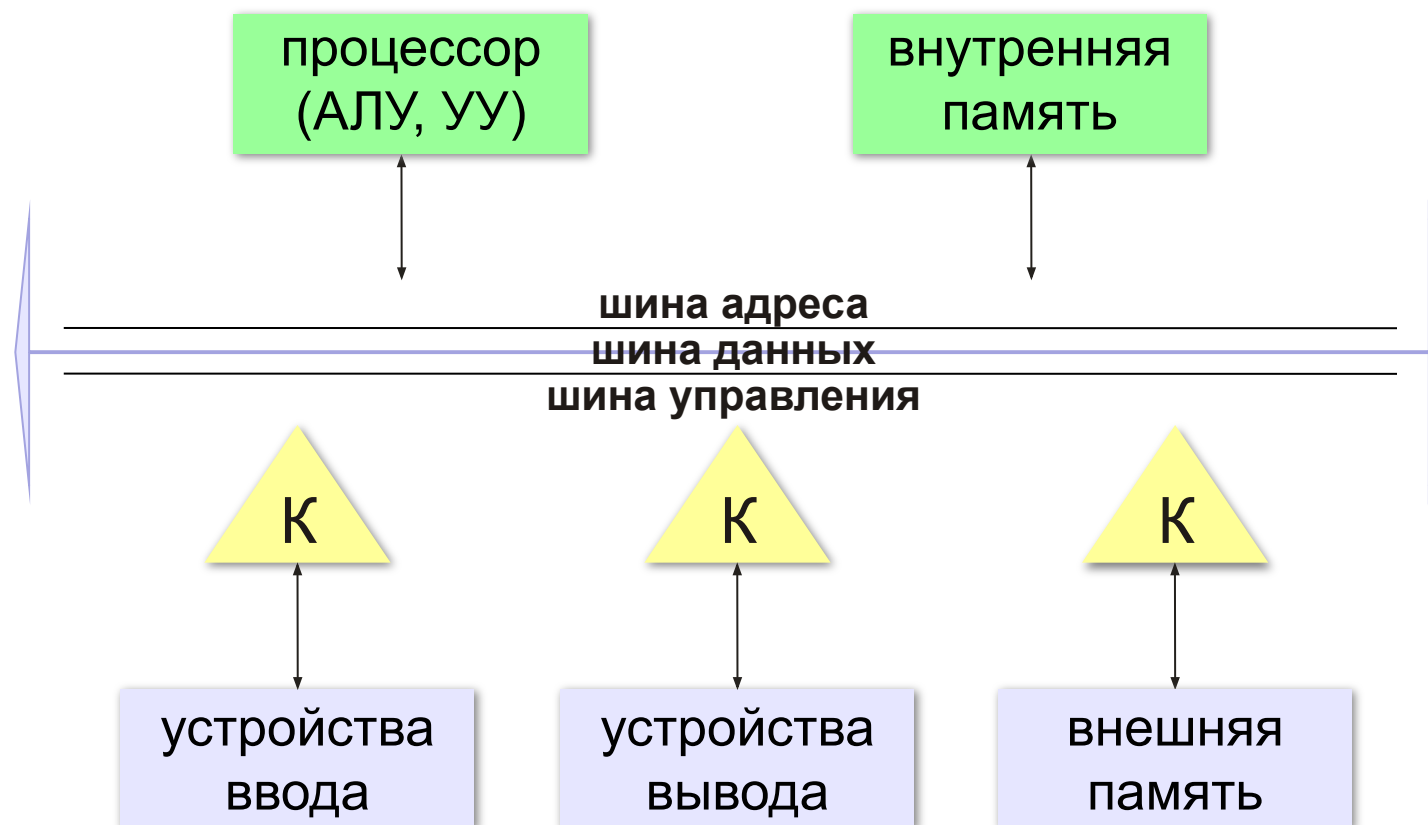 процессор
(АЛУ, УУ)
внутренняя
память
шина адреса
шина данных
шина управления
К
К
К
устройства
ввода
устройства
вывода
внешняя
память